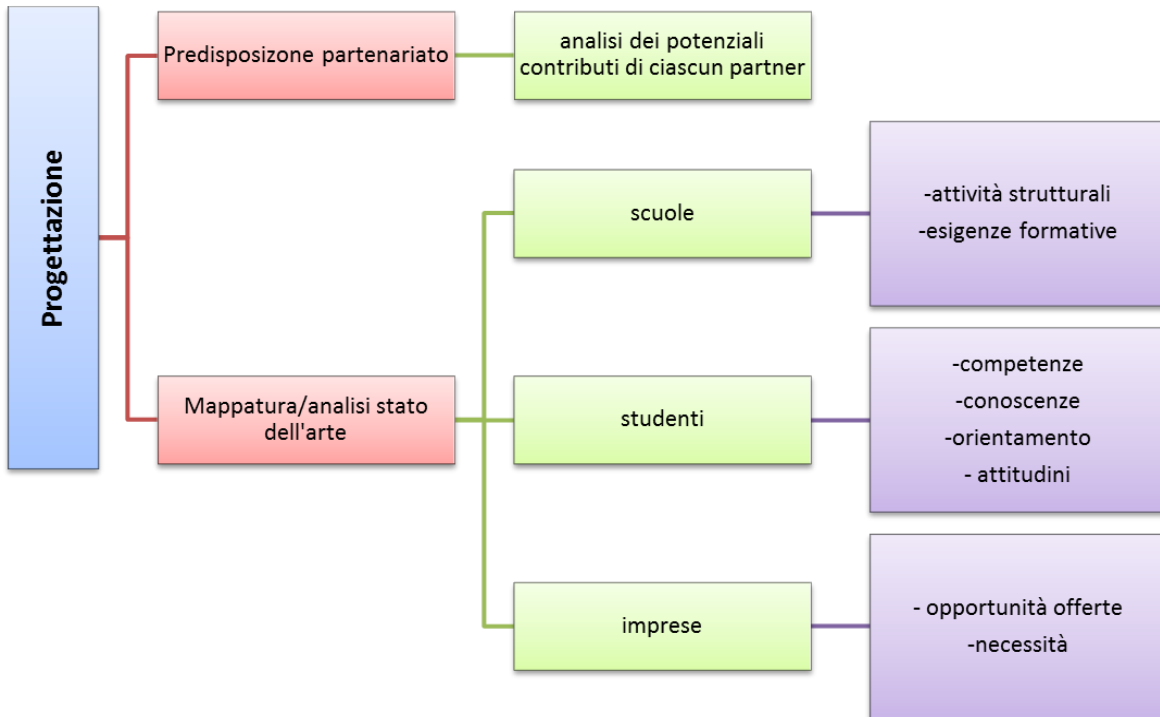 Progettazione
Predisposizone partenariato
analisi dei potenziali
contributi di ciascun partner
Mappatura/analisi stato
dell'arte
scuole
-attività strutturali
-esigenze formative
studenti
-competenze
-conoscenze
-orientamento
- attitudini
imprese
- opportunità offerte
-necessità